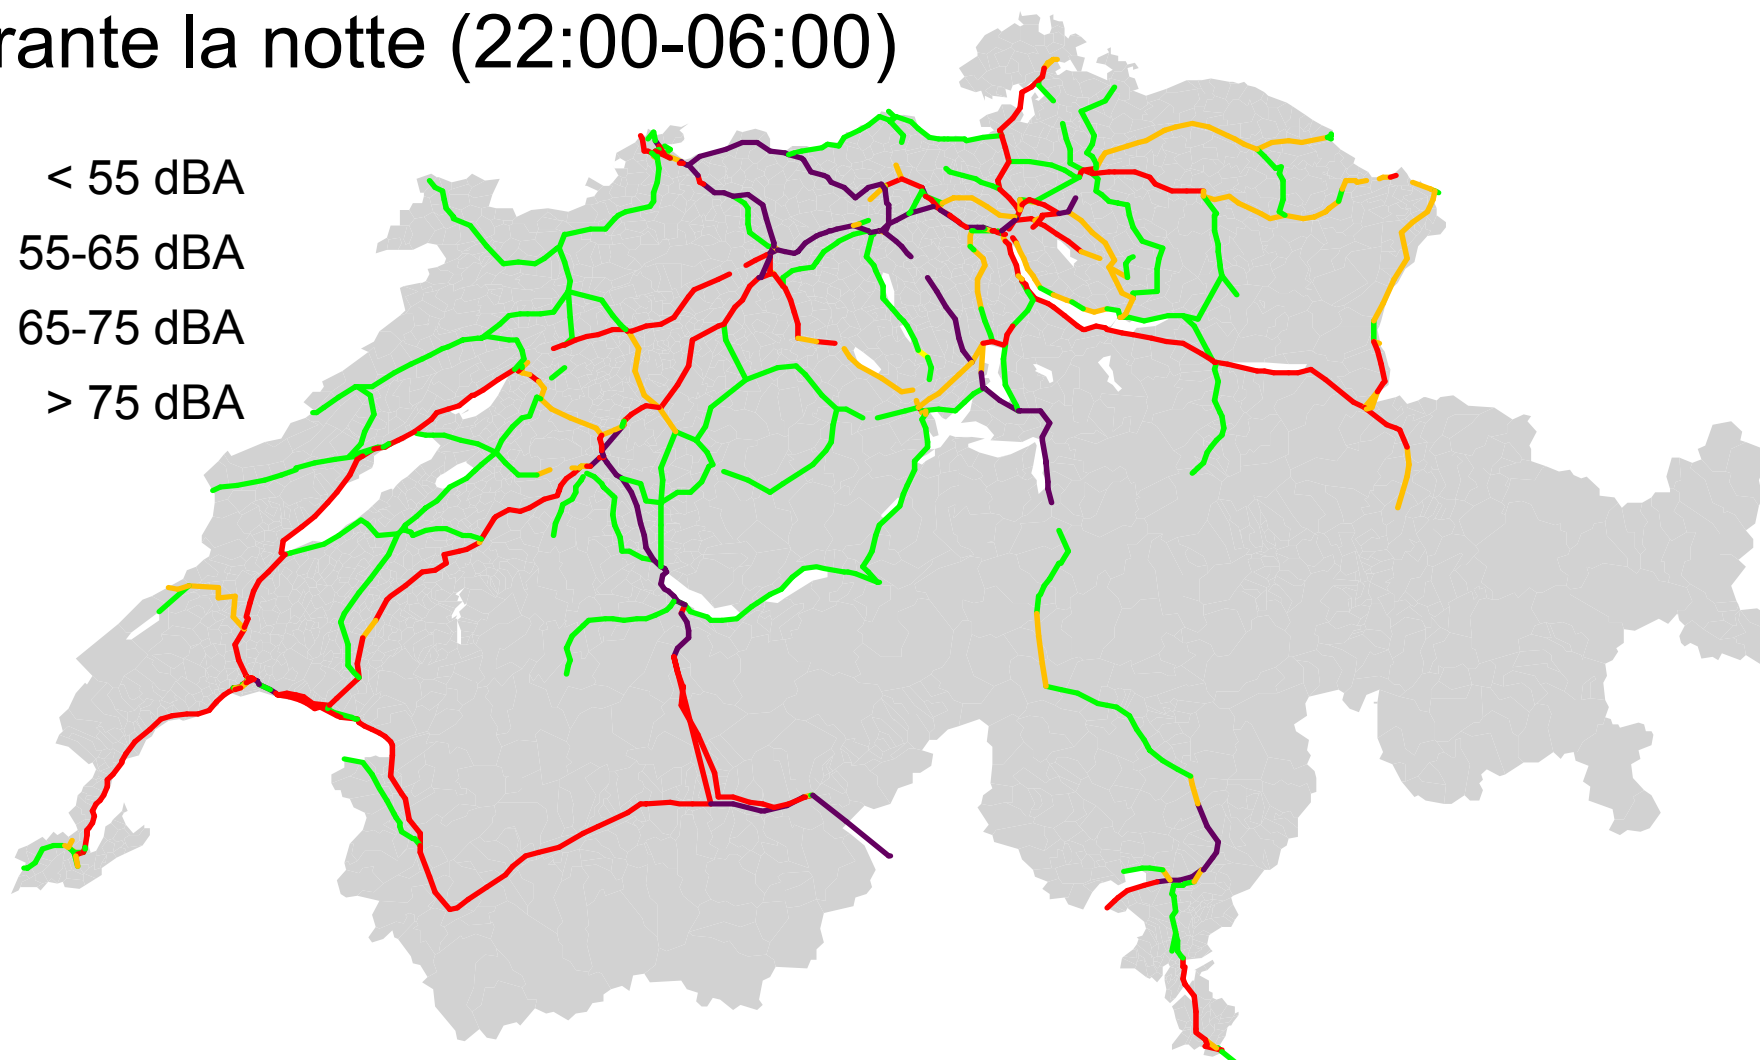 rante la notte (22:00-06:00)
< 55 dBA
55-65 dBA
65-75 dBA
> 75 dBA